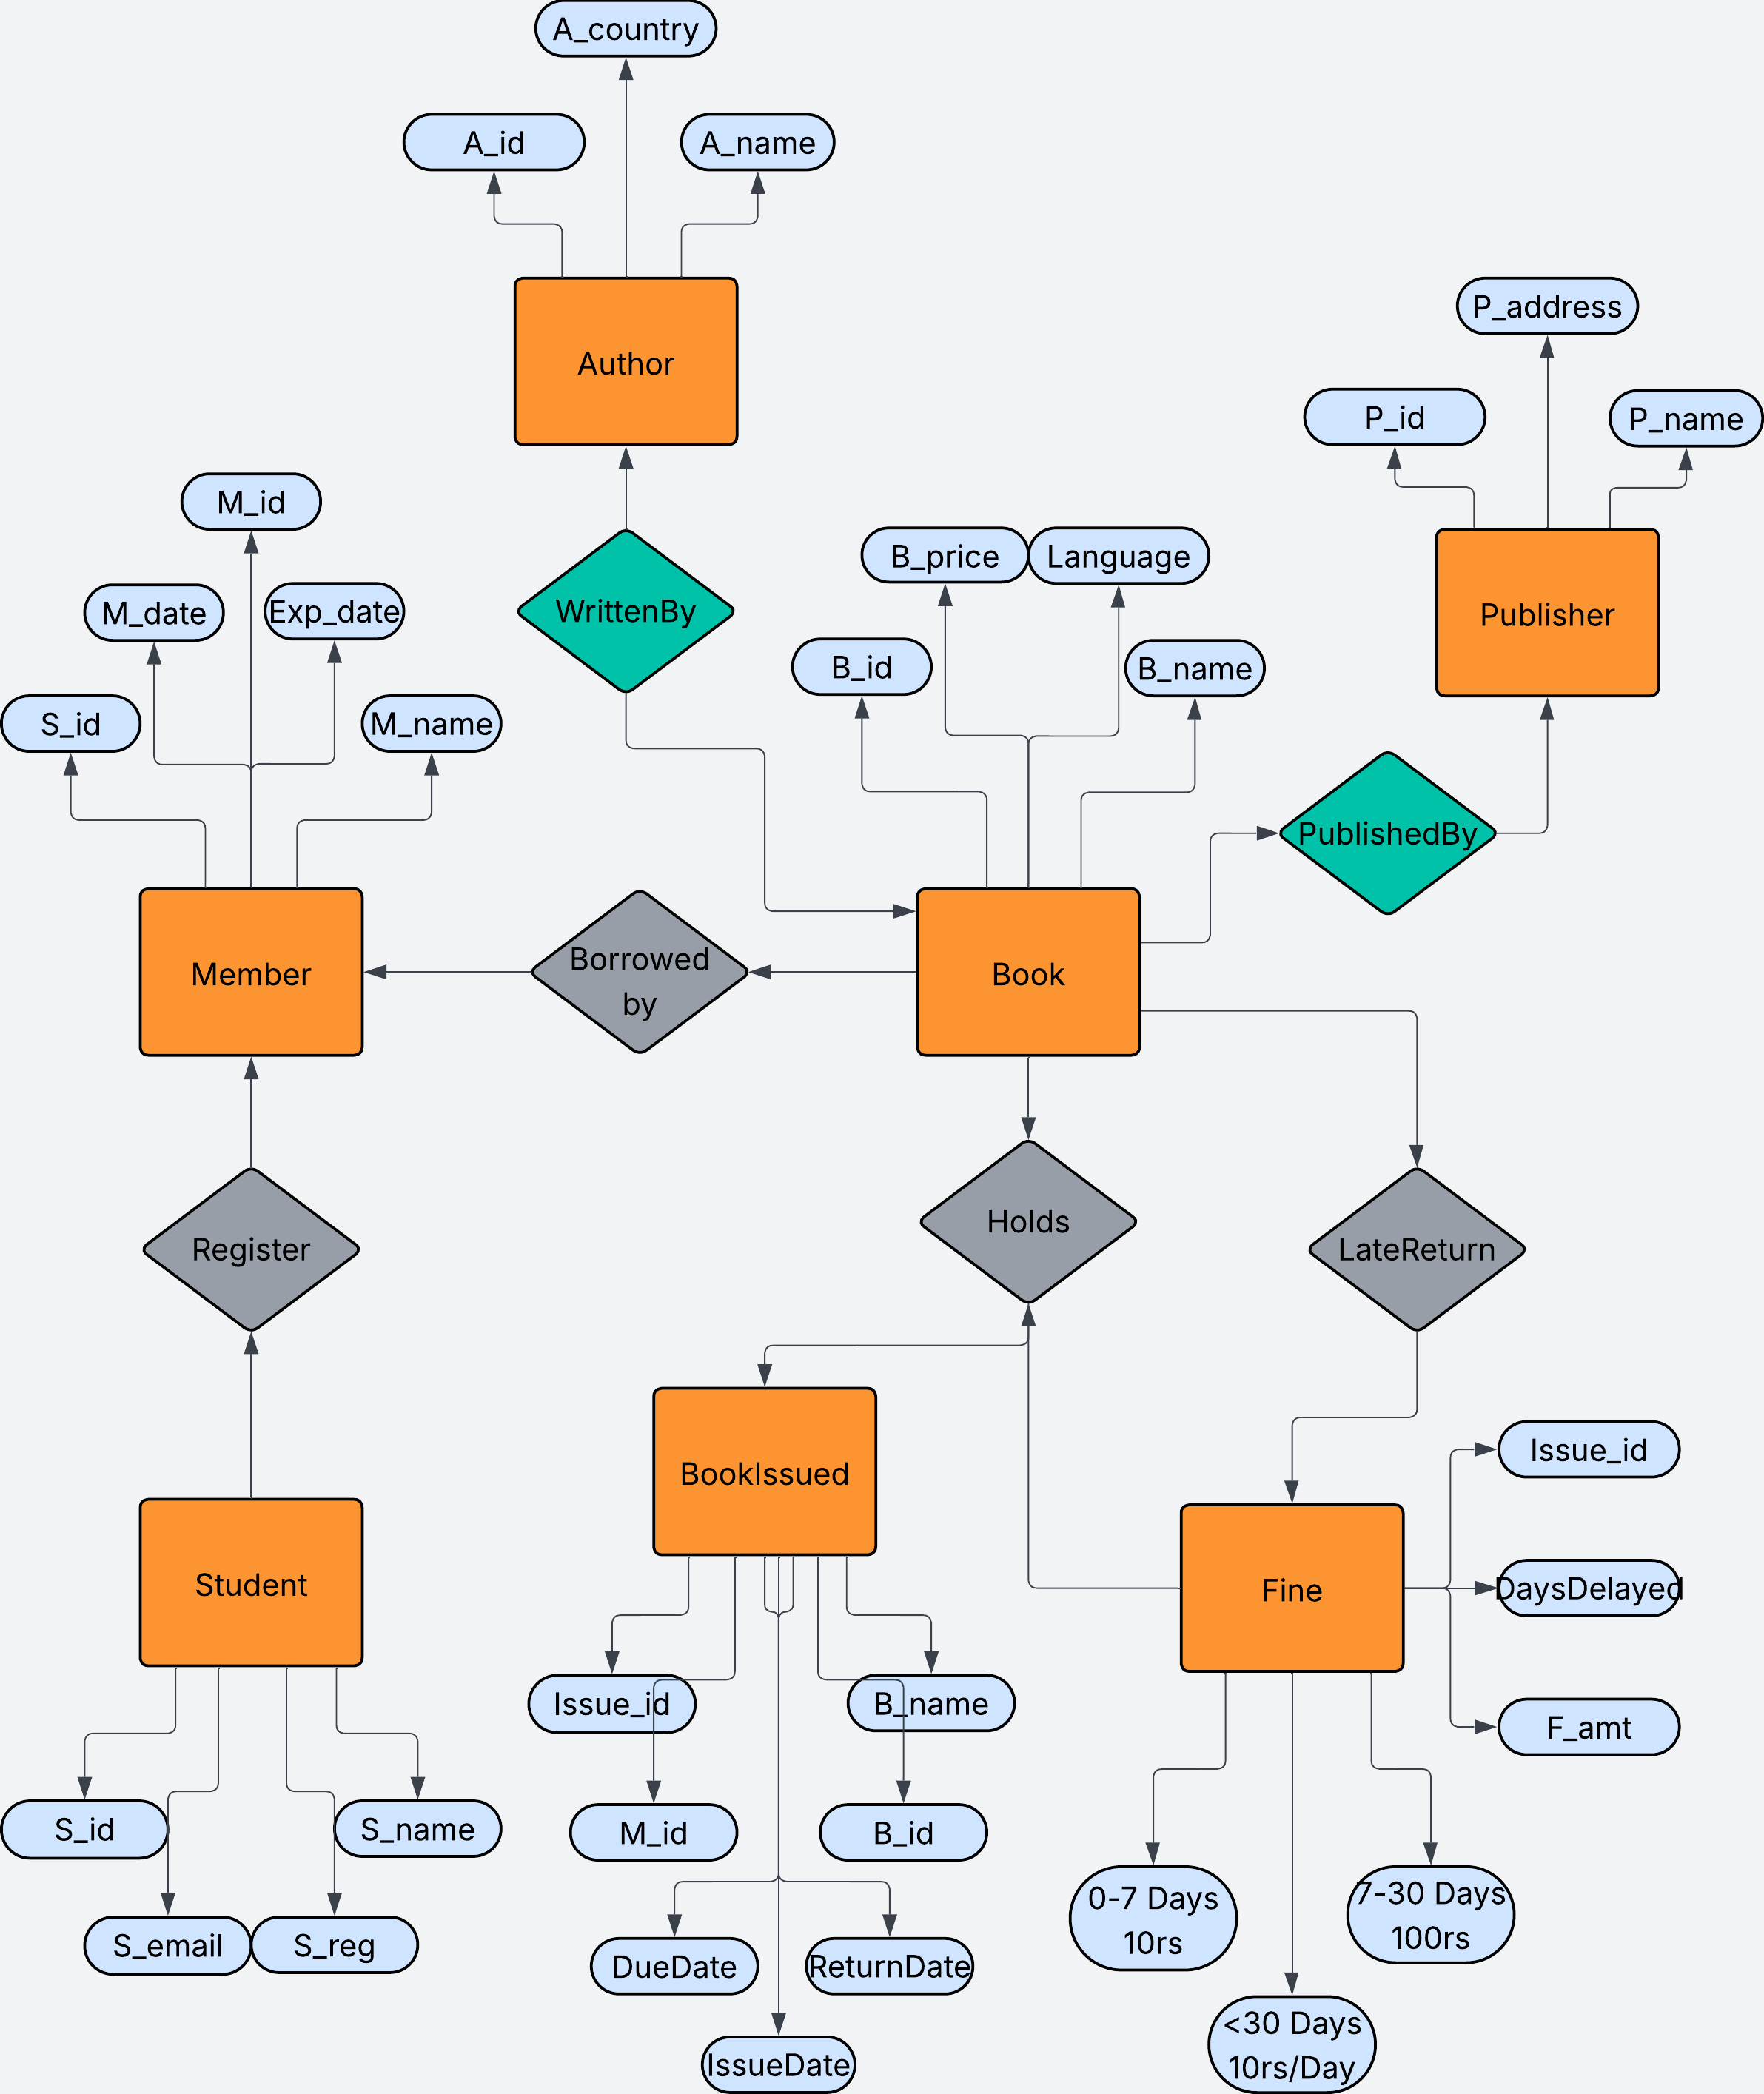 A_country
A_id
A_name
Author
P_address
P_id
P_name
Publisher
M_id
M_date
Exp_date
S_id
M_name
WrittenBy
B_price
Language
B_id
B_name
PublishedBy
Member
Borrowed
by
Book
Register
Holds
LateReturn
BookIssued
Student
Fine
Issue_id
DaysDelayed
F_amt
Issue_id
B_name
M_id
B_id
S_id
S_name
S_email
S_reg
DueDate
ReturnDate
IssueDate
0-7 Days
10rs
7-30 Days
100rs
<30 Days
10rs/Day